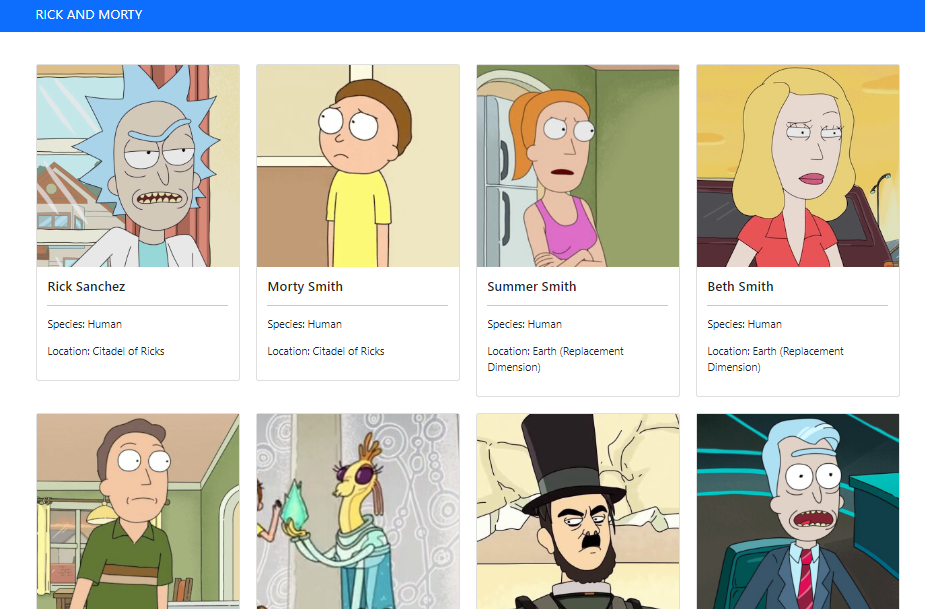 RICK AND MORTY
Rick Sanchez
Species: Human
Location: Citadel of Ricks
Morty Smith
Species: Human
Location: Citadel of Ricks
Summer Smith
Species: Human
Location: Earth (Replacement
Dimension)
Beth Smith
Species: Human
Location: Earth (Replacement
Dimension)